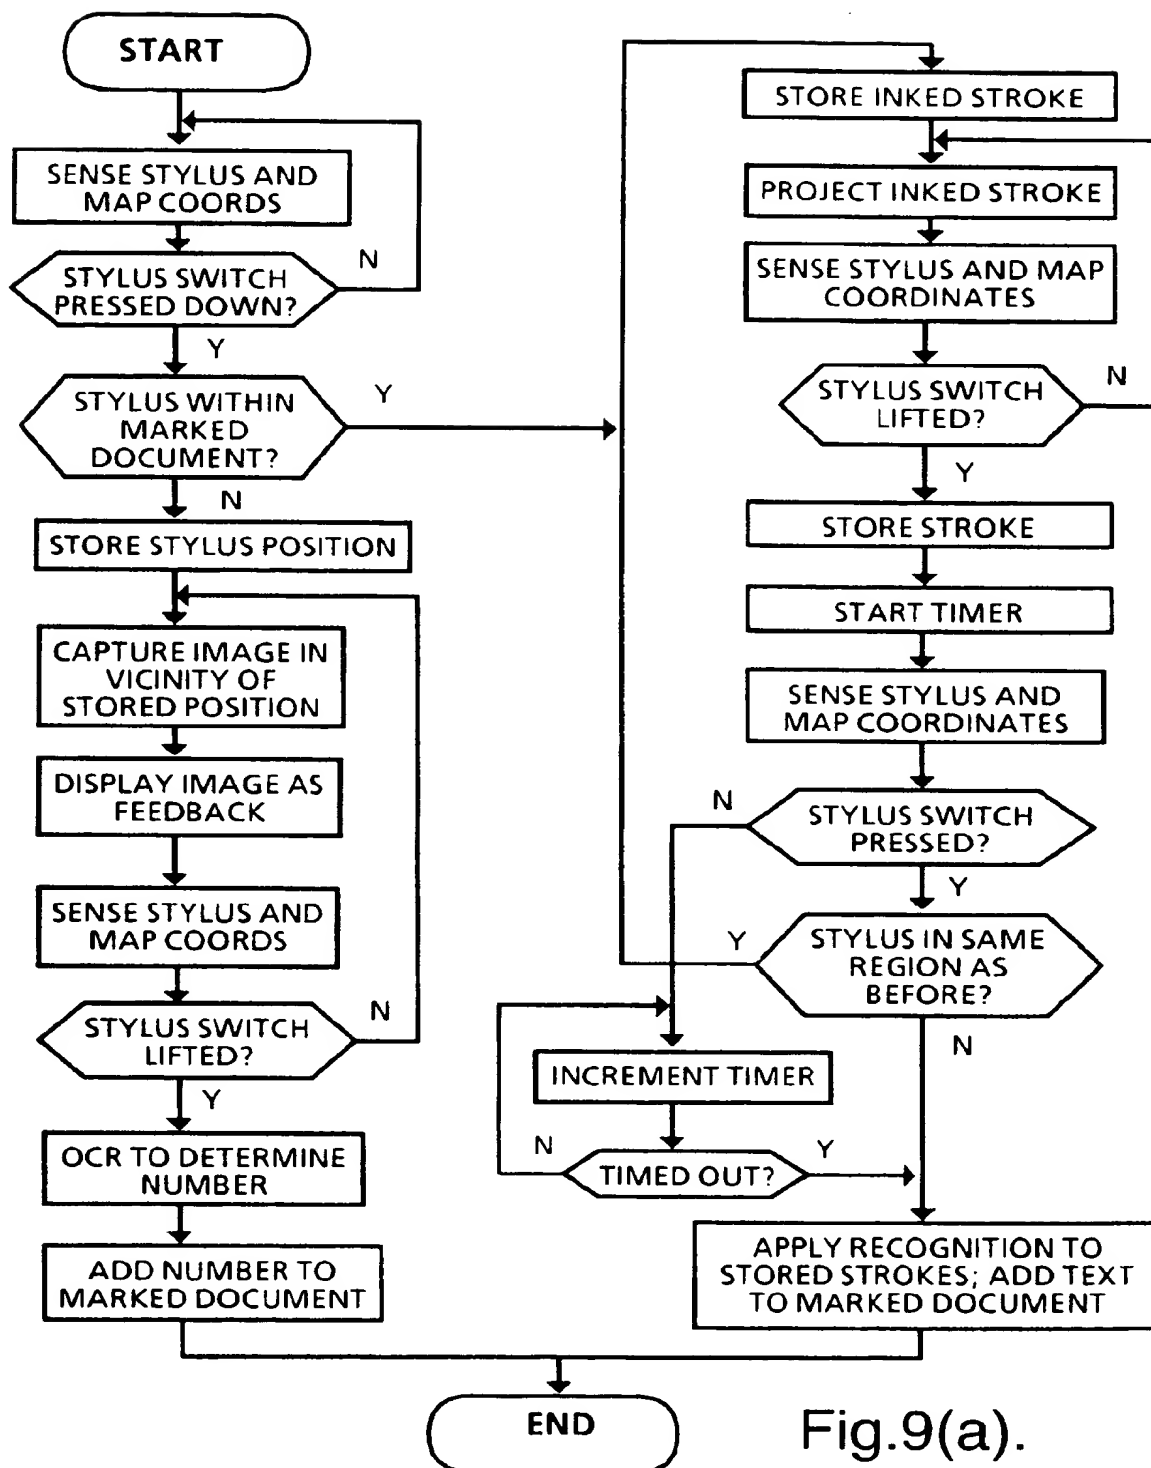 START
SENSE STYLUS AND
MAP COORDS
STYLUS SWITCH
PRESSED DOWN?
N
Y
STYLUS WITHIN
MARKED
DOCUMENT?
Y
N
STORE STYLUS POSITION
CAPTURE IMAGE IN
VICINITY OF
STORED POSITION
DISPLAY IMAGE AS
FEEDBACK
SENSE STYLUS AND
MAP COORDS
STYLUS SWITCH
LIFTED?
N
Y
OCR TO DETERMINE
NUMBER
ADD NUMBER TO
MARKED DOCUMENT
STORE INKED STROKE
PROJECT INKED STROKE
SENSE STYLUS AND MAP
COORDINATES
STYLUS SWITCH
LIFTED?
N
Y
STORE STROKE
START TIMER
SENSE STYLUS AND
MAP COORDINATES
STYLUS SWITCH
PRESSED?
N
Y
STYLUS IN SAME
REGION AS
BEFORE?
Y
N
INCREMENT TIMER
TIMED OUT?
N
Y
APPLY RECOGNITION TO
STORED STROKES; ADD TEXT
TO MARKED DOCUMENT
END
Fig.9(a).